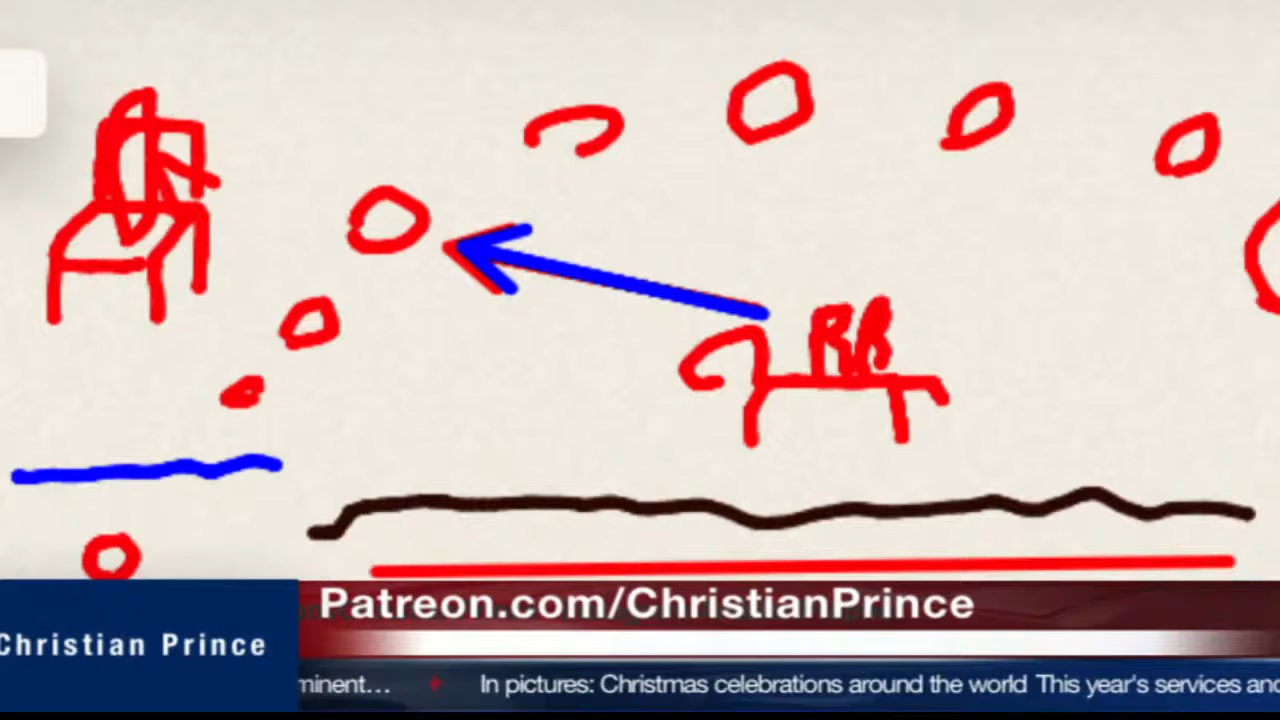 Patreon.com/ChristianPrince
Christian Prince
minent... In pictures: Christmas celebrations around the world This year's services and